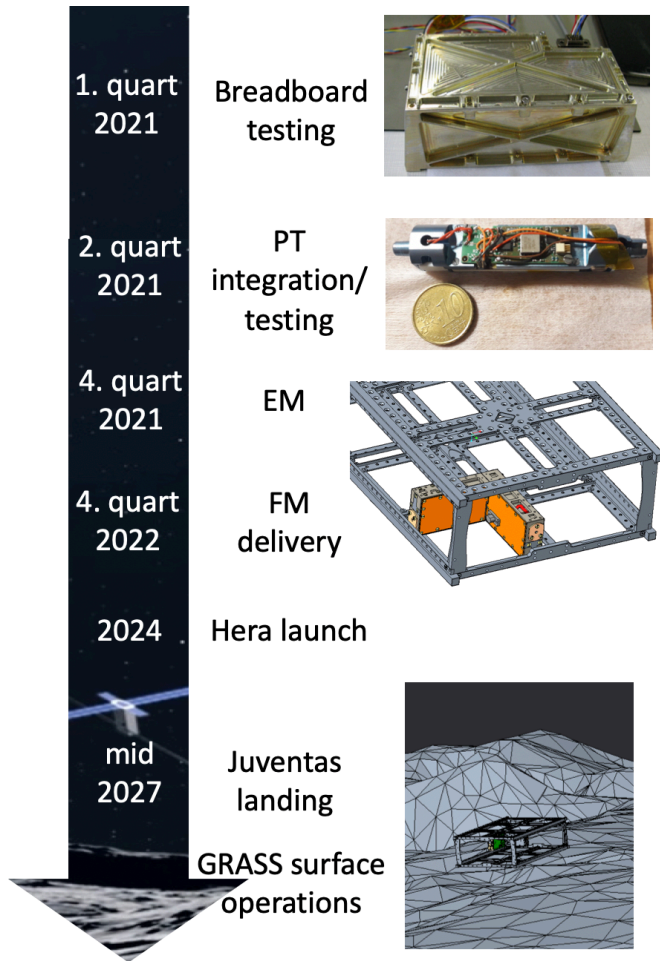 1. quart
2021
Breadboard
testing
2. quart
2021
PT
integration/
testing
10
4. quart
2021
EM
4. quart
2022
FM
delivery
2024
Hera launch
mid
2027
Juventas
landing
GRASS surface
operations